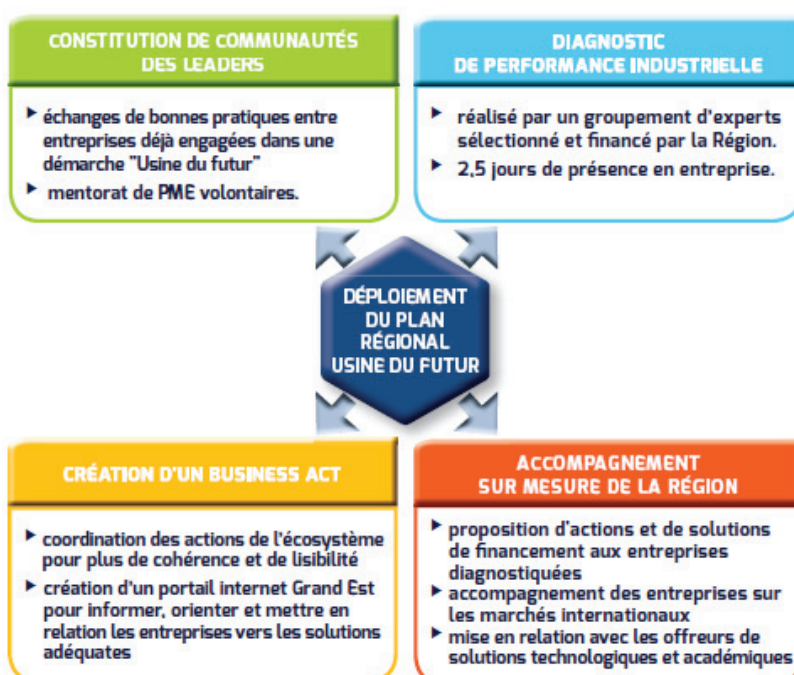 CONSTITUTION DE COMMUNAUTÉS
DES LEADERS
► échanges de bonnes pratiques entre
entreprises déjà engagées dans une
démarche "Usine du futur"
► mentorat de PME volontaires.
DIAGNOSTIC
DE PERFORMANCE INDUSTRIELLE
► réalisé par un groupement d'experts
sélectionné et financé par la Région.
► 2,5 jours de présence en entreprise.
DÉPLOIEMENT
DU PLAN
RÉGIONAL
USINE DU FUTUR
CRÉATION D'UN BUSINESS ACT
► coordination des actions de l'écosystème
pour plus de cohérence et de lisibilité
► création d'un portail internet Grand Est
pour informer, orienter et mettre en
relation les entreprises vers les solutions
adéquates
ACCOMPAGNEMENT
SUR MESURE DE LA RÉGION
► proposition d'actions et de solutions
de financement aux entreprises
diagnostiquées
► accompagnement des entreprises sur
les marchés internationaux
► mise en relation avec les offreurs de
solutions technologiques et académiques